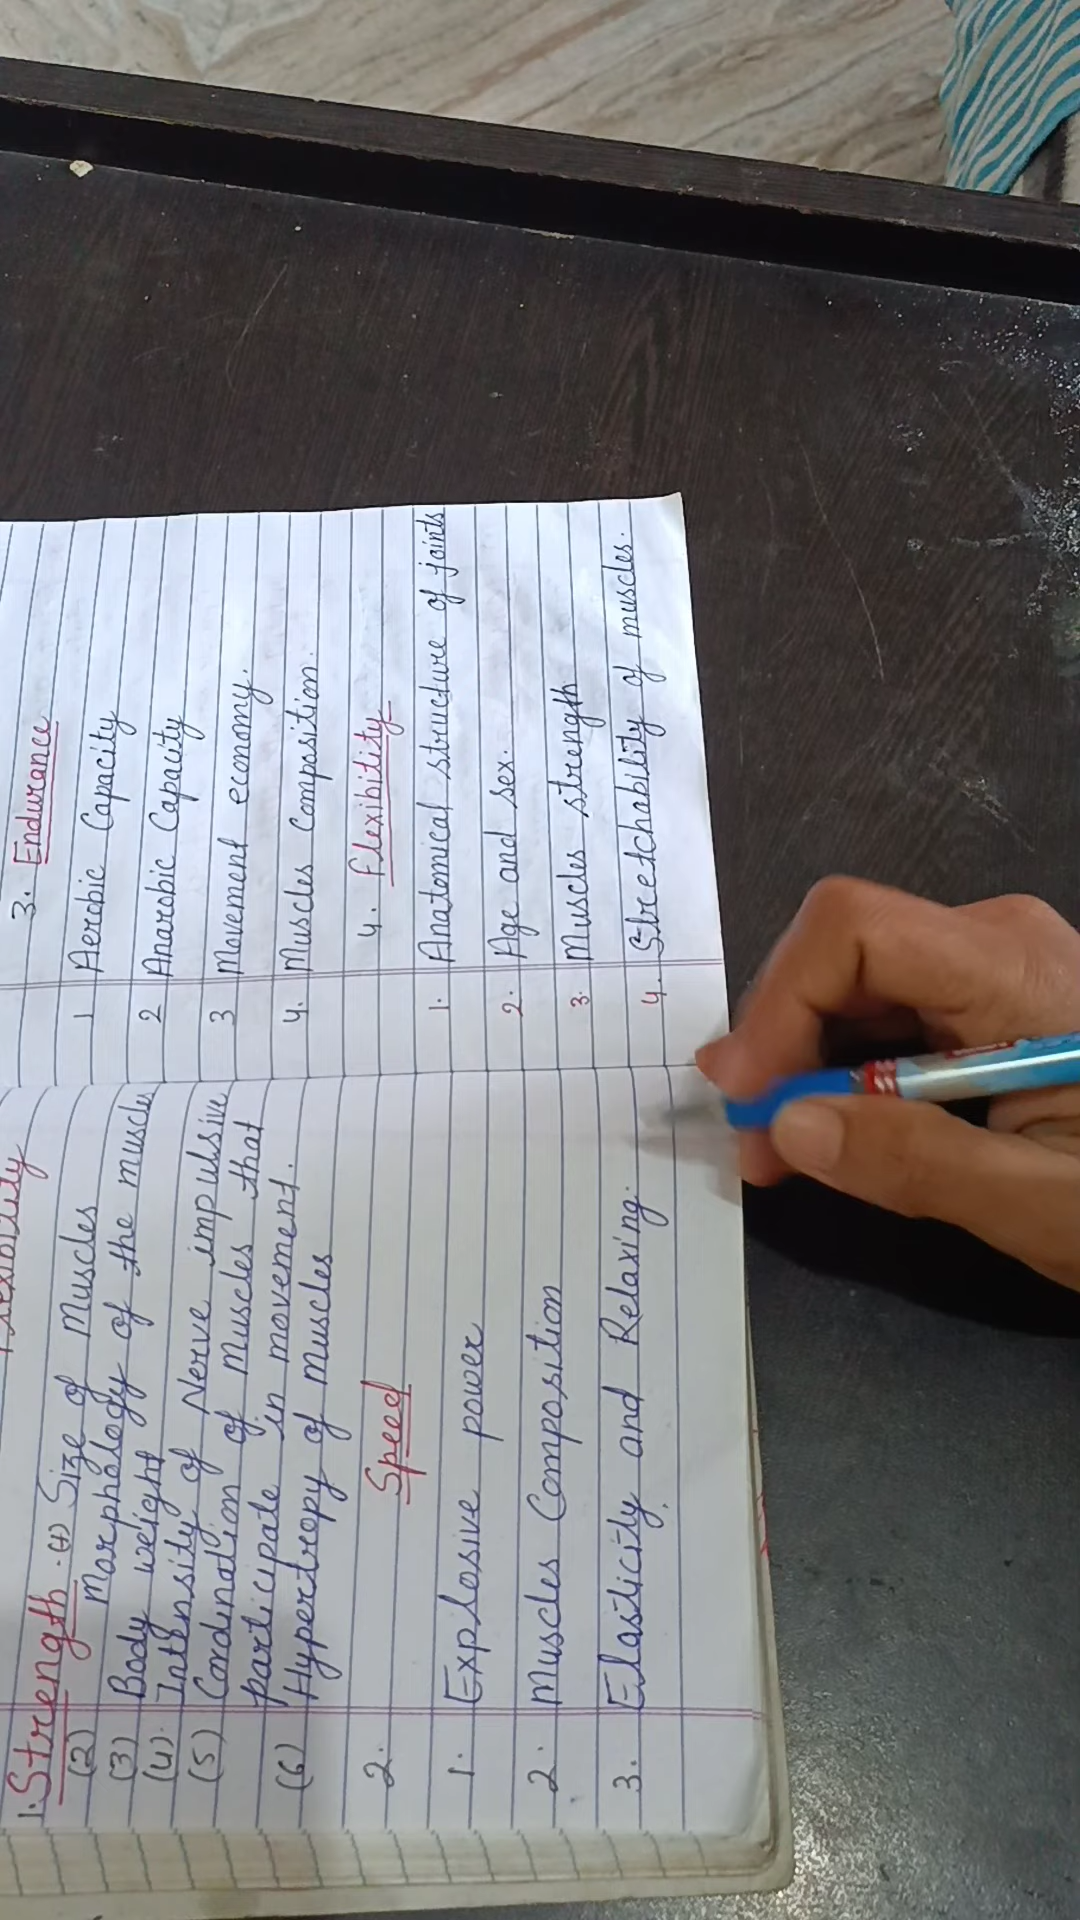 1. Strength. (1) Size of Muscles
(2) Morphology of the muscles
(3) Body weight
(4). Intensity of Nerve impulsive
(5) Cordination of Muscles that
participate in movement.
(6) Hypertropy of muscles
2. Speed
1. Explosive power
2. Muscles Composition
3. Elasticity and Relaxing.
3. Endurance
1 Aerobic Capacity
2 Anarobic Capacity
3 Movement economy.
4. Muscles Composition.
4. Flexibitity
1. Anatomical structure of joints
2. Age and sex.
3. Muscles strength
4. Stretchability of muscles.